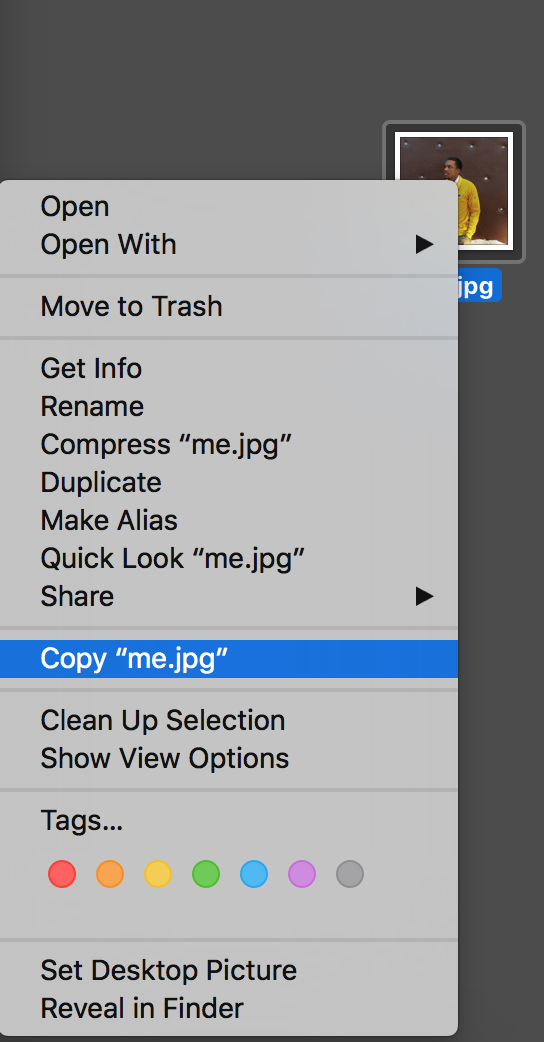 jpg
Open
Open With
Move to Trash
Get Info
Rename
Compress “me.jpg”
Duplicate
Make Alias
Quick Look “me.jpg”
Share
Copy “me.jpg”
Clean Up Selection
Show View Options
Tags...
Set Desktop Picture
Reveal in Finder